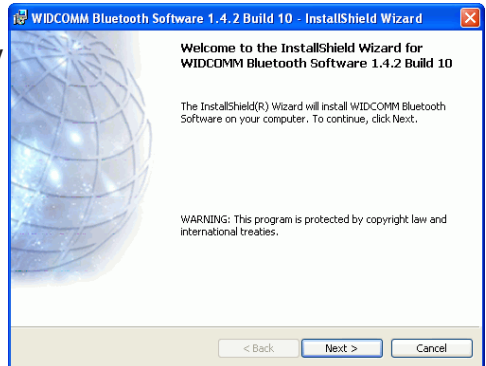 WIDCOMM Bluetooth Software 1.4.2 Build 10 - InstallShield Wizard
Welcome to the InstallShield Wizard for
WIDCOMM Bluetooth Software 1.4.2 Build 10
The InstallShield(R) Wizard will install WIDCOMM Bluetooth
Software on your computer. To continue, click Next.
WARNING: This program is protected by copyright law and
international treaties.
< Back Next > Cancel